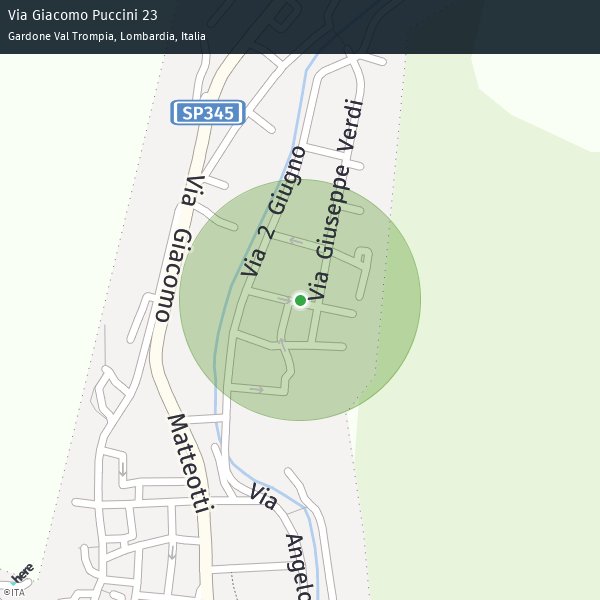 Via Giacomo Puccini 23
Gardone Val Trompia, Lombardia, Italia
SP345
Via Giuseppe Verdi
Via 2 Giugno
Via Giacomo Matteotti
Via Angelo
here
©ITA